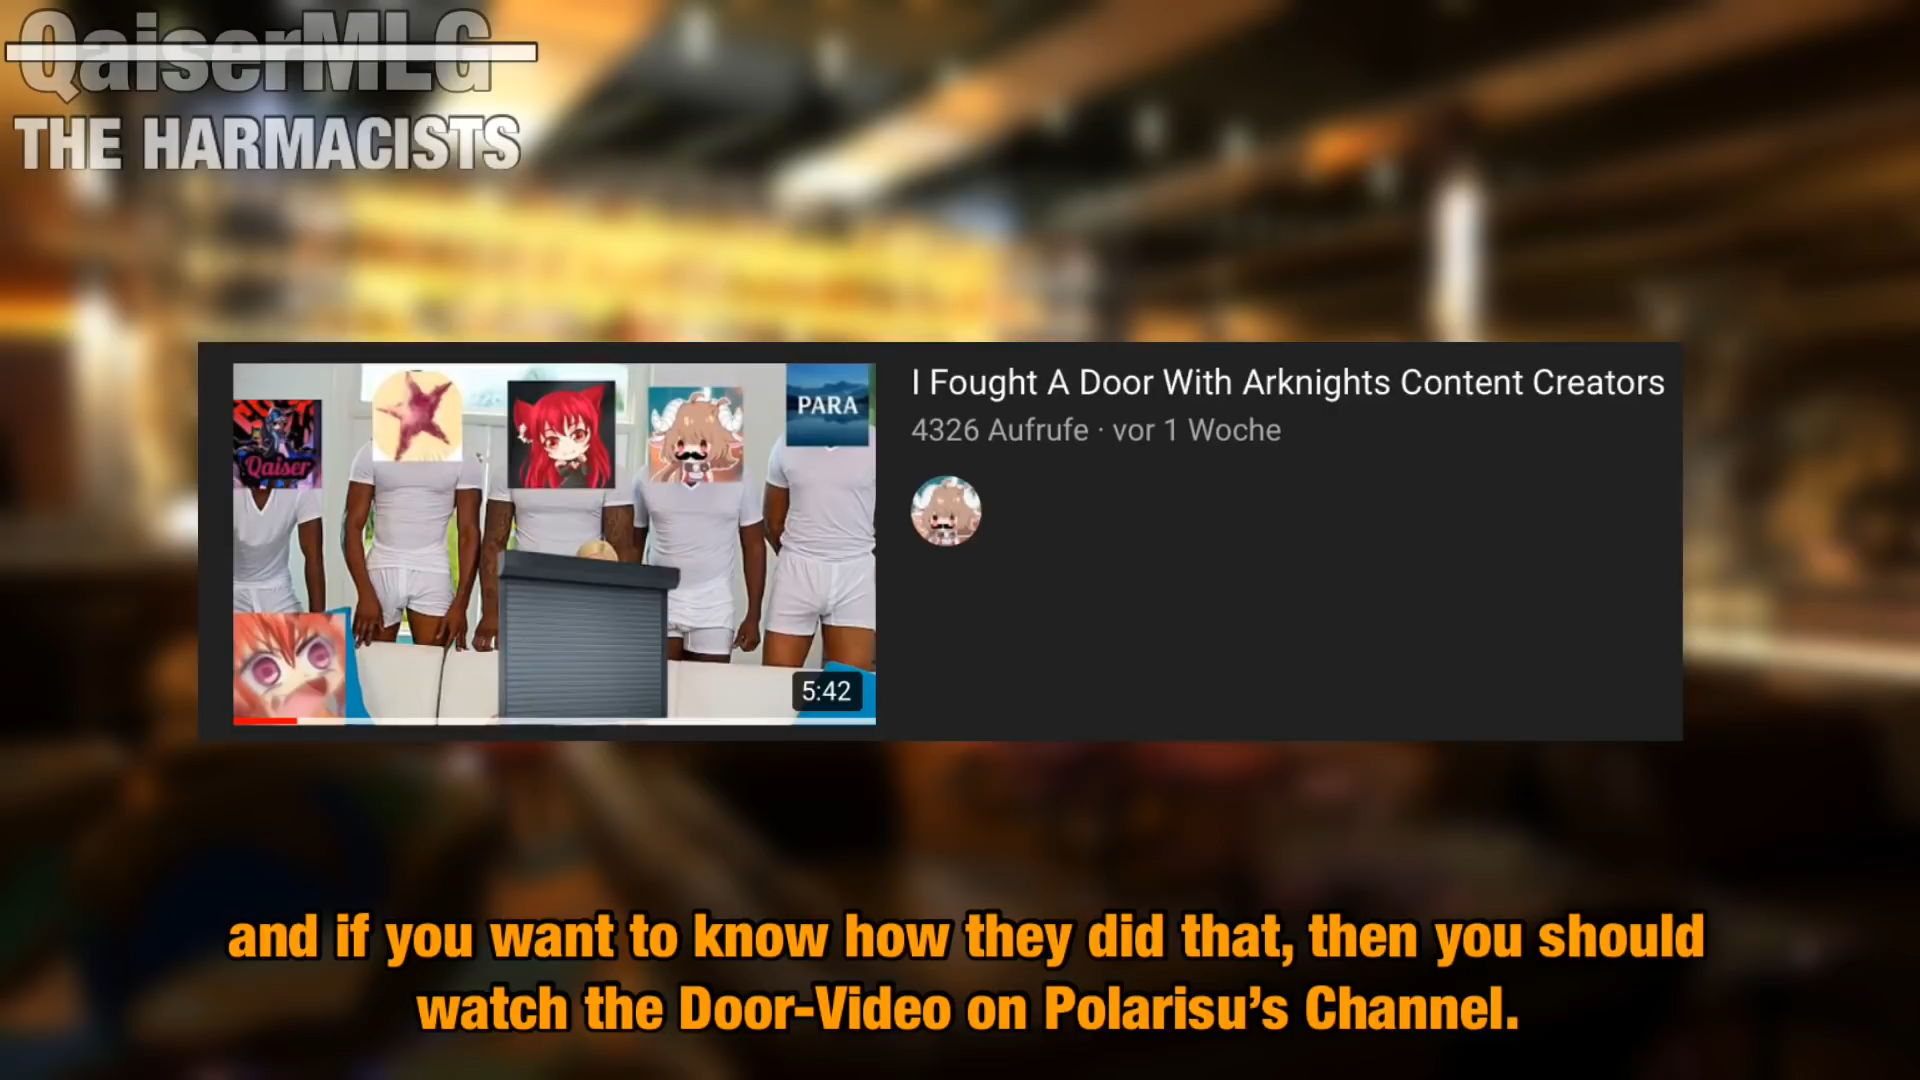 QaiserMLG
THE HARMACISTS
Qaiser
PARA
5:42
I Fought A Door With Arknights Content Creators
4326 Aufrufe · vor 1 Woche
and if you want to know how they did that, then you should
watch the Door-Video on Polarisu’s Channel.